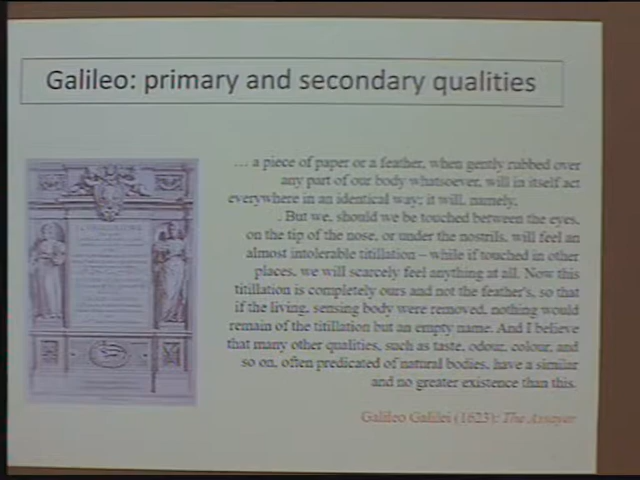 Galileo: primary and secondary qualities
… a piece of paper or a feather, when gently rubbed over
any part of our body whatsoever, will in itself act
everywhere in an identical way; it will, namely,
. But we, should we be touched between the eyes,
on the tip of the nose, or under the nostrils, will feel an
almost intolerable titillation – while if touched in other
places, we will scarcely feel anything at all. Now this
titillation is completely ours and not the feather's, so that
if the living, sensing body were removed, nothing would
remain of the titillation but an empty name. And I believe
that many other qualities, such as taste, odour, colour, and
so on, often predicated of natural bodies, have a similar
and no greater existence than this.
Galileo Galilei (1623): The Assayer